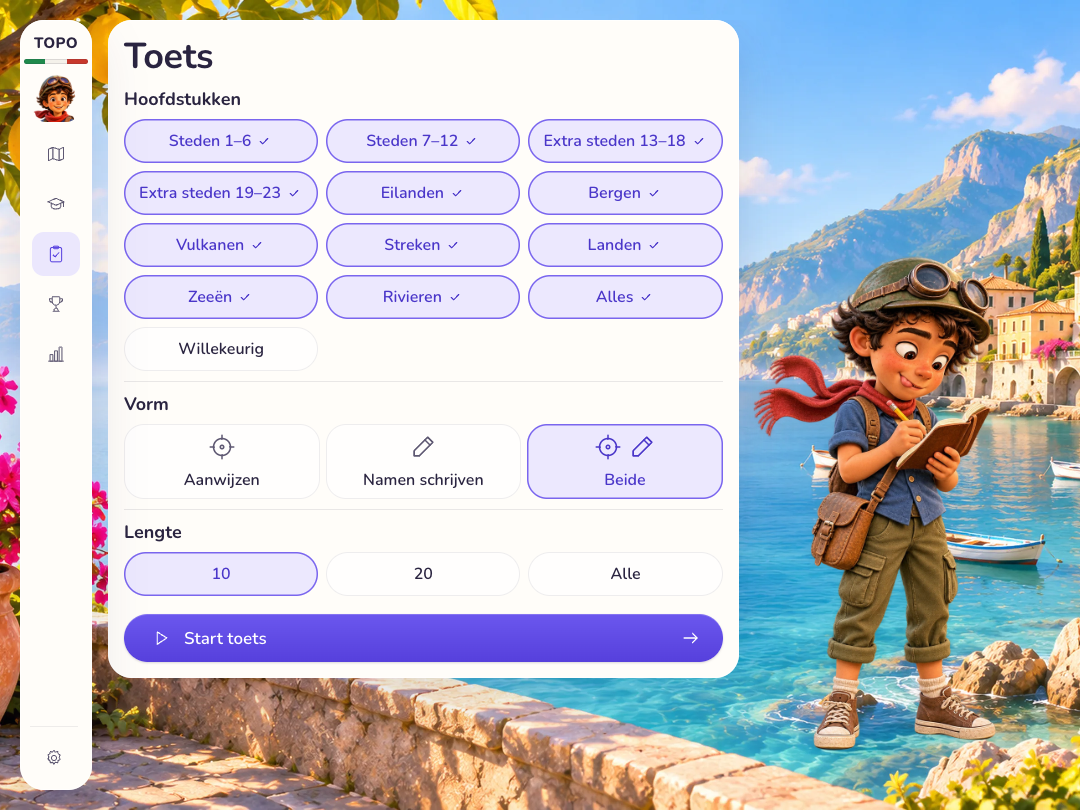 TOPO
Toets
Hoofdstukken
Steden 1–6
Steden 7–12
Extra steden 13–18
Extra steden 19–23
Eilanden
Bergen
Vulkanen
Streken
Landen
Zeeën
Rivieren
Alles
Willekeurig
Vorm
Aanwijzen
Namen schrijven
Beide
Lengte
10
20
Alle
Start toets